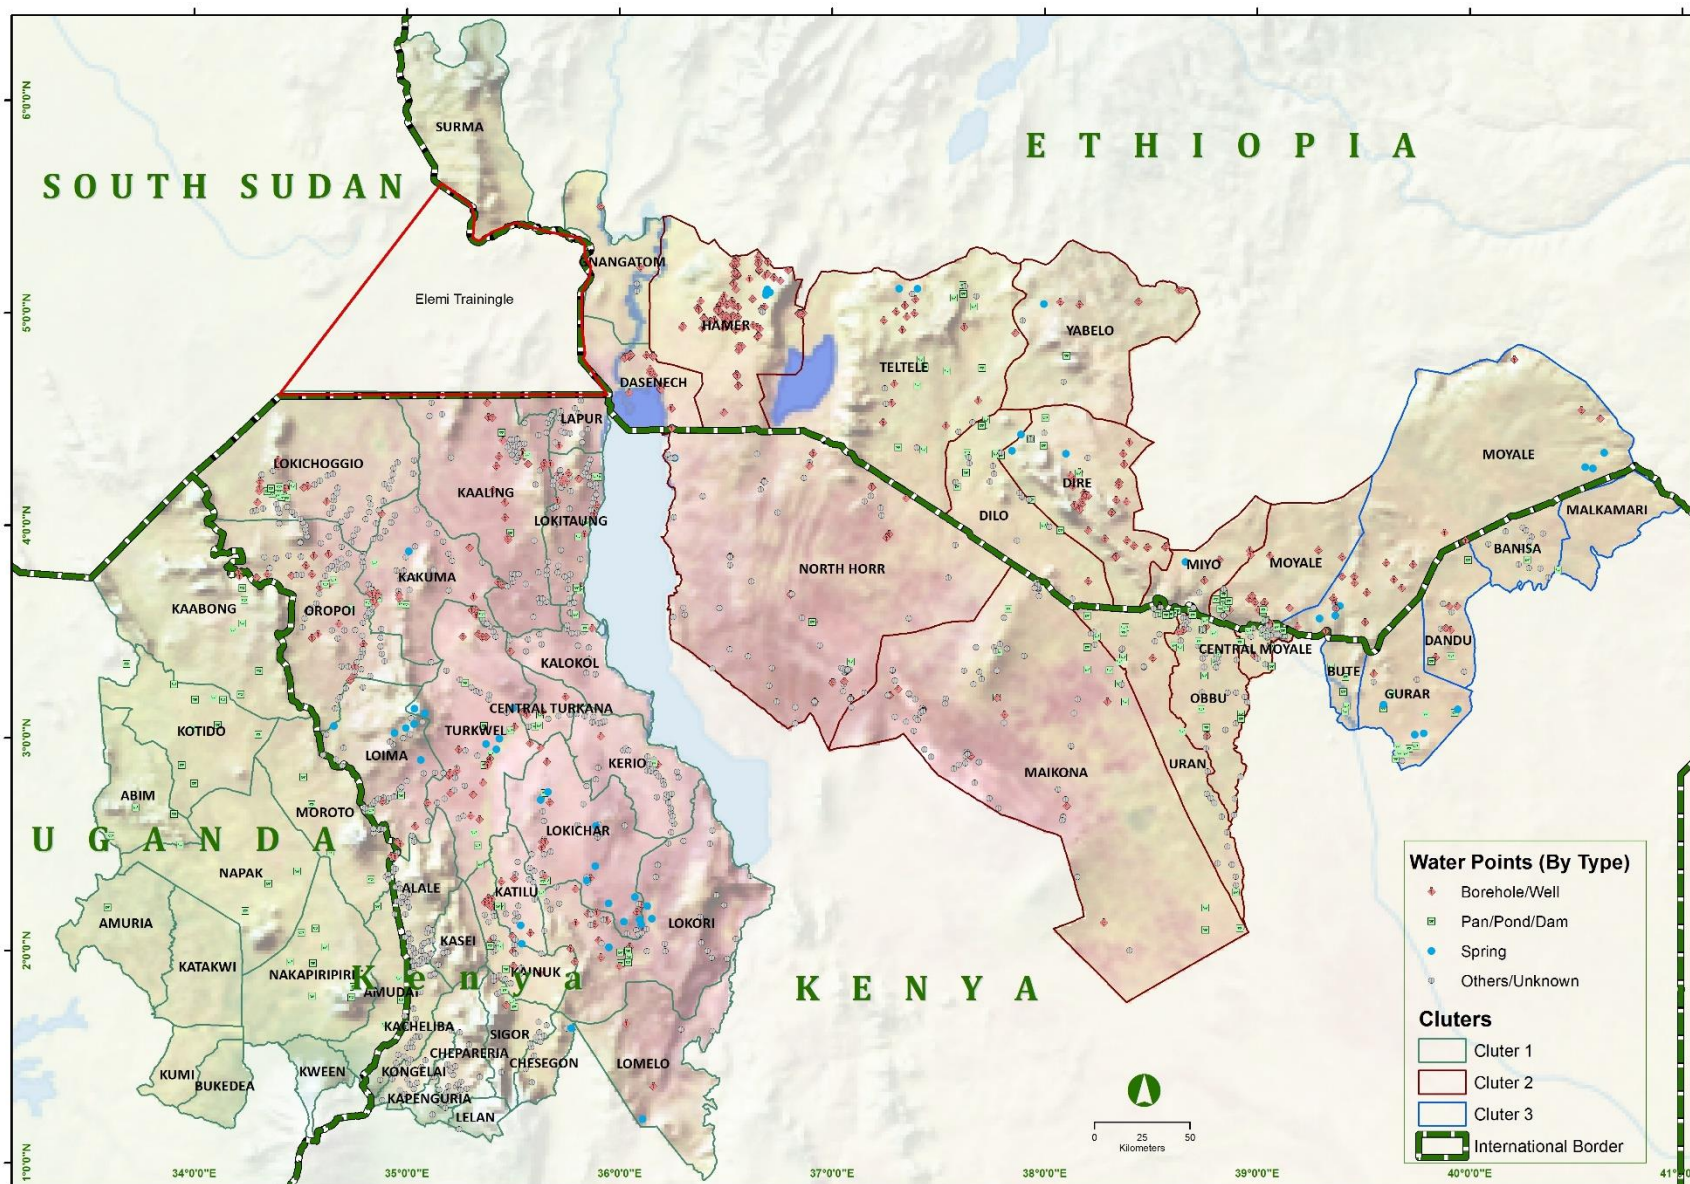 SURMA
ETHIOPIA
SOUTH SUDAN
NANGATOM
Elemi Trainingle
HAMER
YABELO
TELTELE
DASENECH
LAPUR
MOYALE
LOKICHOGGIO
KAALING
DIRE
DILO
MALKAMARI
LOKITAUNG
BANISA
NORTH HORR
MIYO
MOYALE
KAKUMA
KAABONG
OROPOI
DANDU
CENTRAL MOYALE
KALOKOL
BUTE
GURAR
OBBU
CENTRAL TURKANA
KOTIDO
TURKWEL
LOIMA
KERIO
URAN
MAIKONA
ABIM
MOROTO
LOKICHAR
UGANDA
NAPAK
ALALE
KATILU
AMURIA
LOKORI
KASEI
KATAKWI
NAKAPIRIPIRI
KAINUK
Kenya
KENYA
AMUDAT
KACHELIBA
SIGOR
CHEPARERIA
CHESEGON
LOMELO
KUMI
KWEEN
KONGELAI
BUKEDEA
KAPENGURIA
LELAN
Water Points (By Type)
Borehole/Well
Pan/Pond/Dam
Spring
Others/Unknown
Cluters
Cluter 1
Cluter 2
Cluter 3
International Border
0 25 50
Kilometers
6°0'0"N
5°0'0"N
4°0'0"N
3°0'0"N
2°0'0"N
1°0'0"N
34°0'0"E
35°0'0"E
36°0'0"E
37°0'0"E
38°0'0"E
39°0'0"E
40°0'0"E